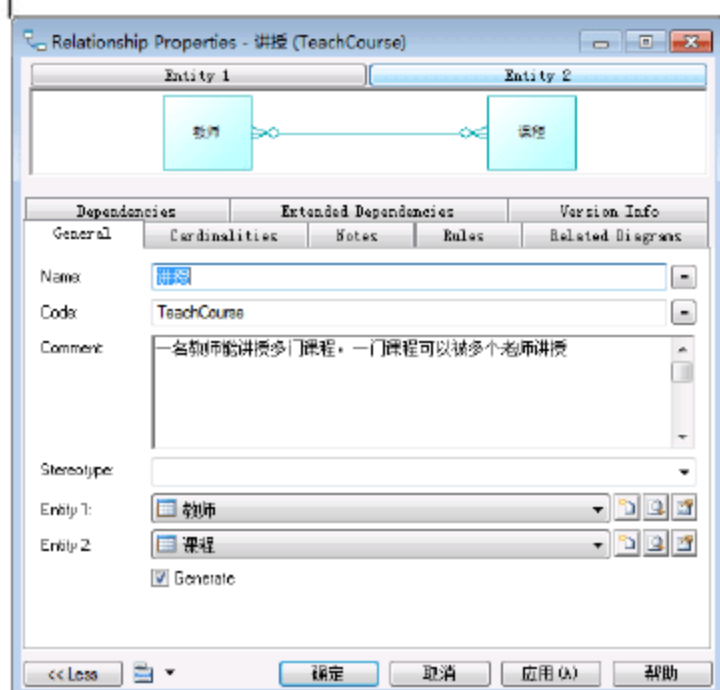 Relationship Properties - 讲授 (TeachCourse)
Entity 1
Entity 2
教师
课程
Dependencies
Extended Dependencies
Version Info
General
Cardinalities
Notes
Rules
Related Diagrams
Name:
讲授
Code:
TeachCourse
Comment:
一名教师能讲授多门课程，一门课程可以被多个老师讲授
Stereotype:
Entity 1:
教师
Entity 2:
课程
Generate
<< Less
确定
取消
应用(A)
帮助